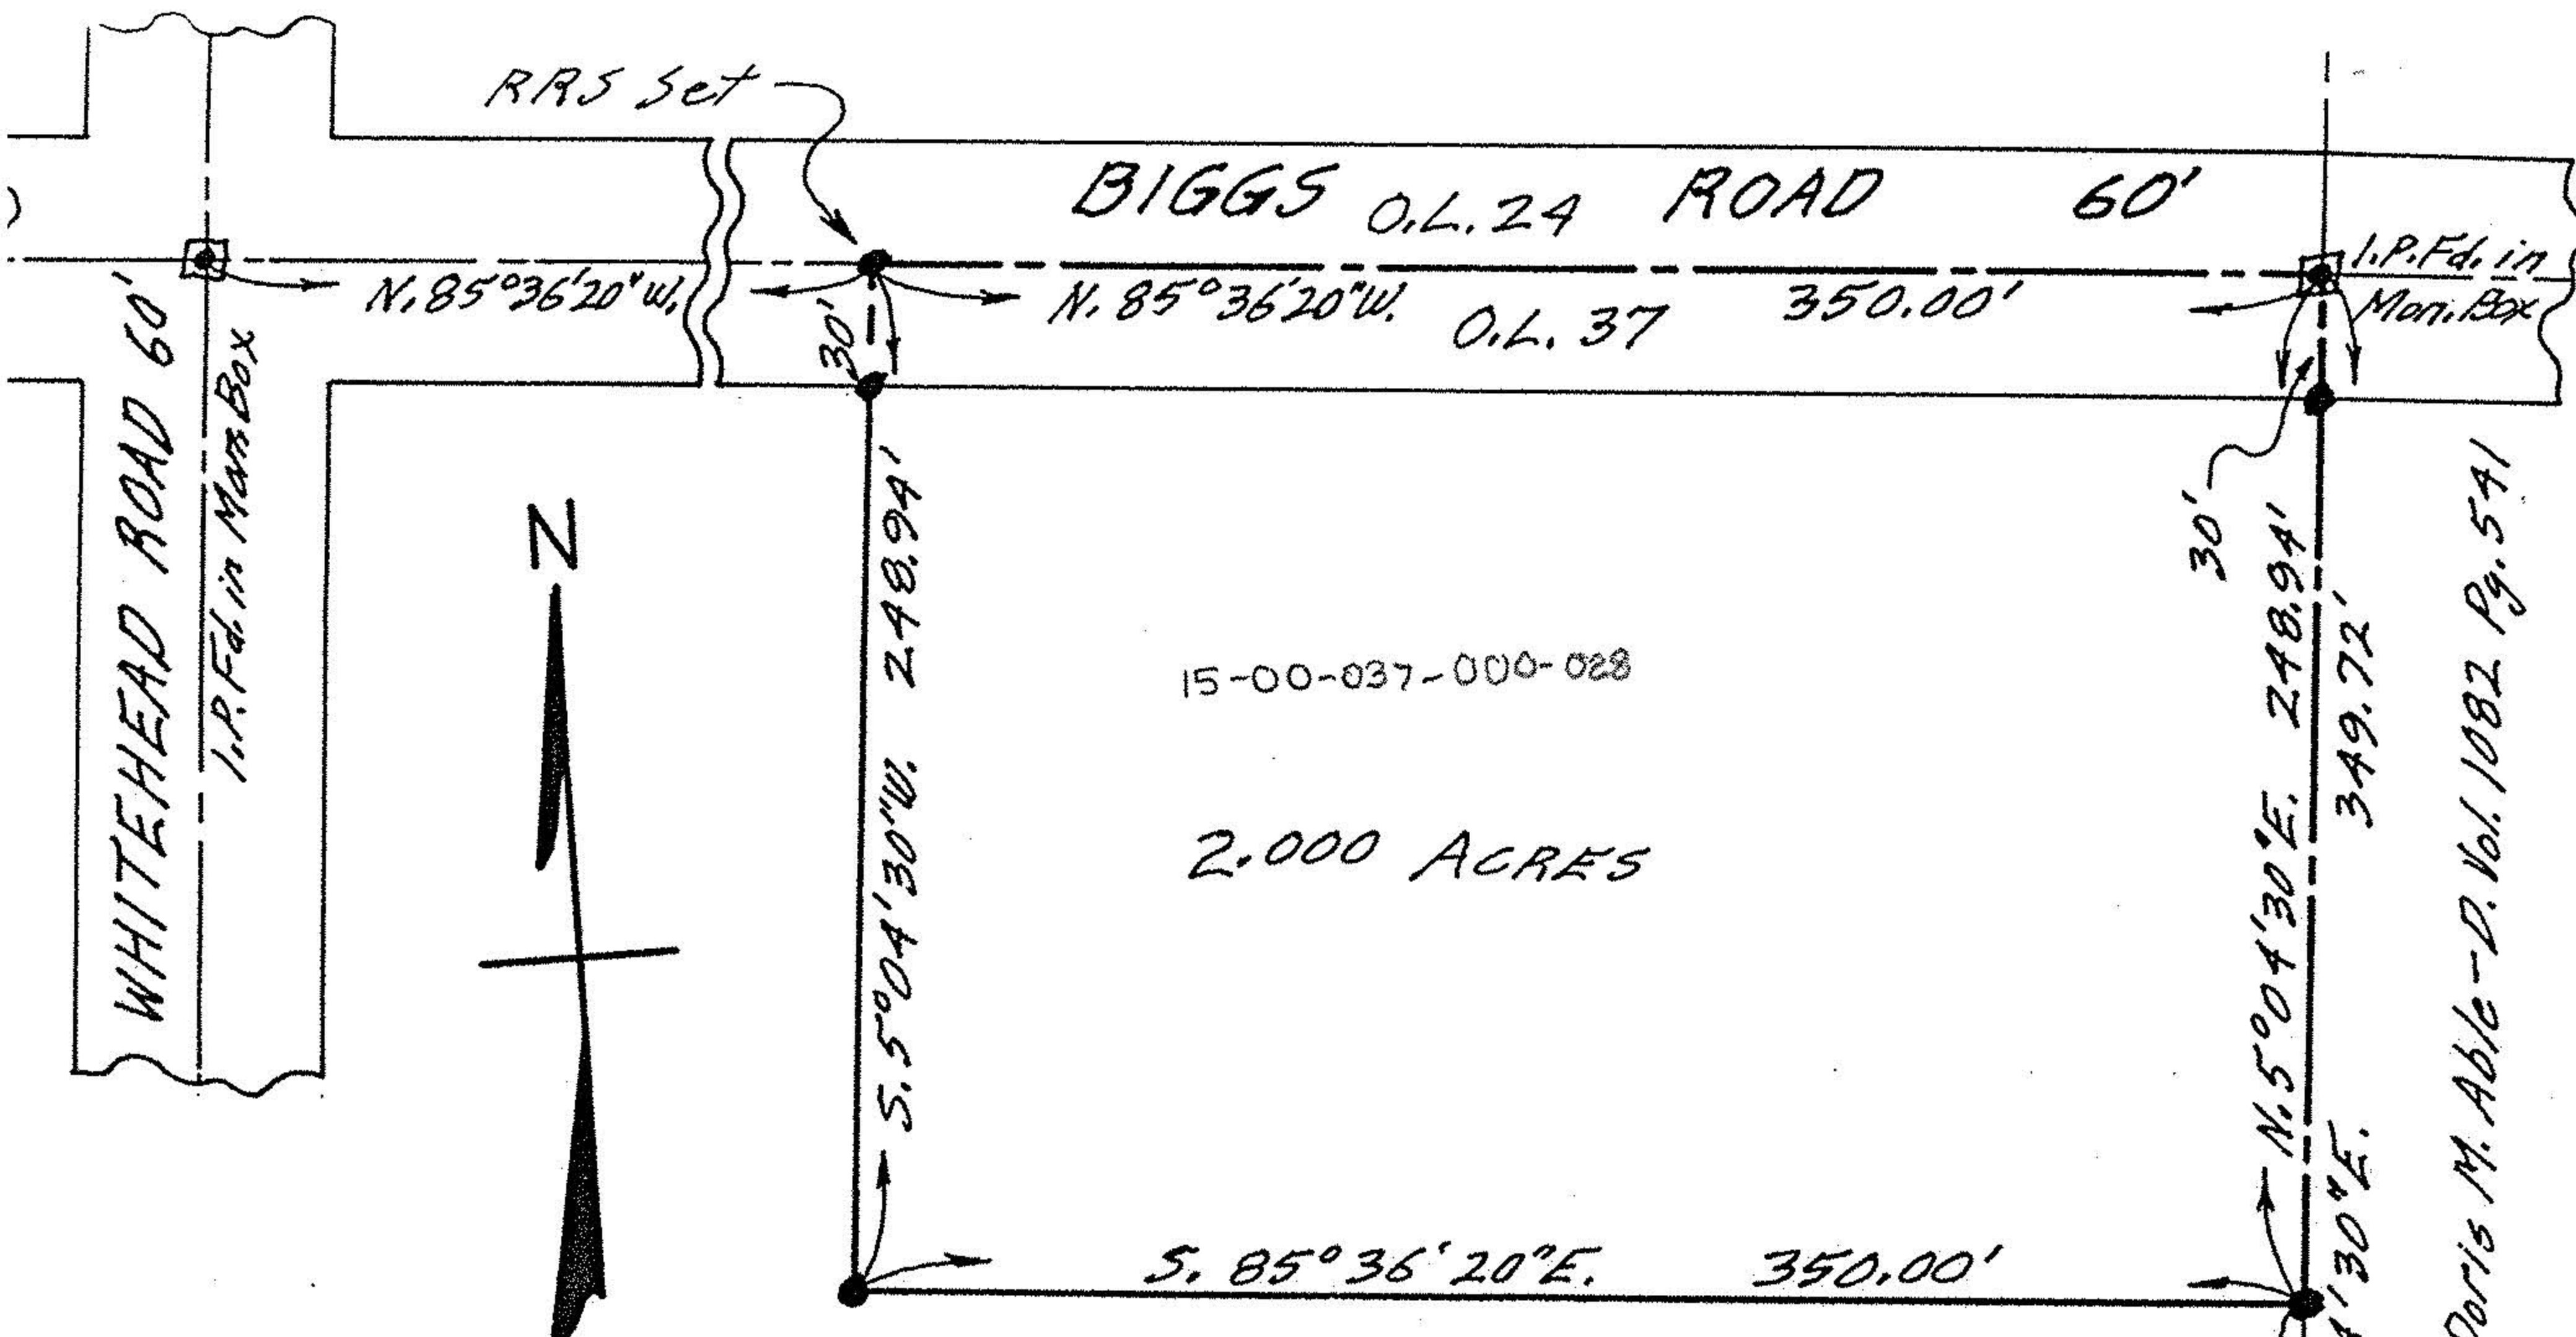 RRS Set
BIGGS ROAD 60'
O.L. 24
I.P. Fd. in
Mon. Box
N. 85°36'20" W.
N. 85°36'20" W. 350.00'
O.L. 37
30'
WHITEHEAD ROAD 60'
I.P. Fd. in Mon. Box
N
S. 5°04'30" W. 248.94'
15-00-037-000-028
2.000 ACRES
30'
N. 5°04'30" E. 248.94'
349.72'
4'30" E.
Doris M. Able - D. Vol. 1082 Pg. 541
S. 85°36'20" E. 350.00'